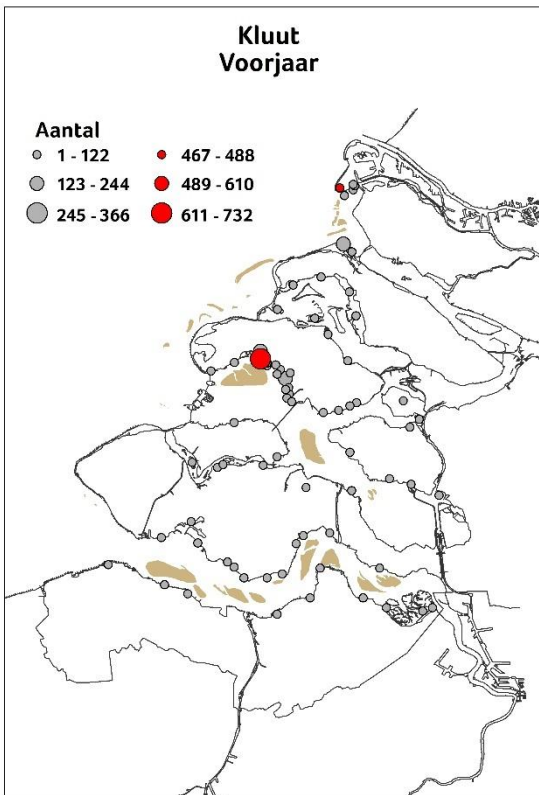 Kluut
Voorjaar
Aantal
1 - 122 467 - 488
123 - 244 489 - 610
245 - 366 611 - 732